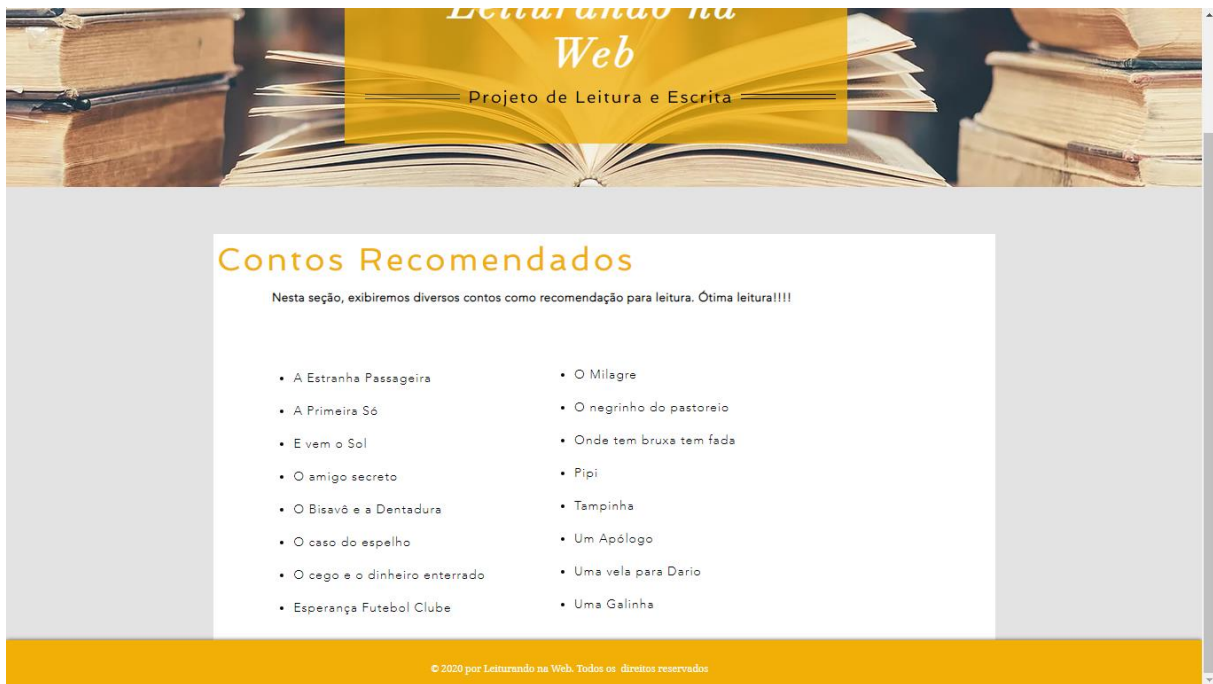 Leiturando na
Web
Projeto de Leitura e Escrita
Contos Recomendados
Nesta seção, exibiremos diversos contos como recomendação para leitura. Ótima leitura!!!!
• A Estranha Passageira
• A Primeira Só
• E vem o Sol
• O amigo secreto
• O Bisavô e a Dentadura
• O caso do espelho
• O cego e o dinheiro enterrado
• Esperança Futebol Clube
• O Milagre
• O negrinho do pastoreio
• Onde tem bruxa tem fada
• Pipi
• Tampinha
• Um Apólogo
• Uma vela para Dario
• Uma Galinha
© 2020 por Leiturando na Web. Todos os direitos reservados